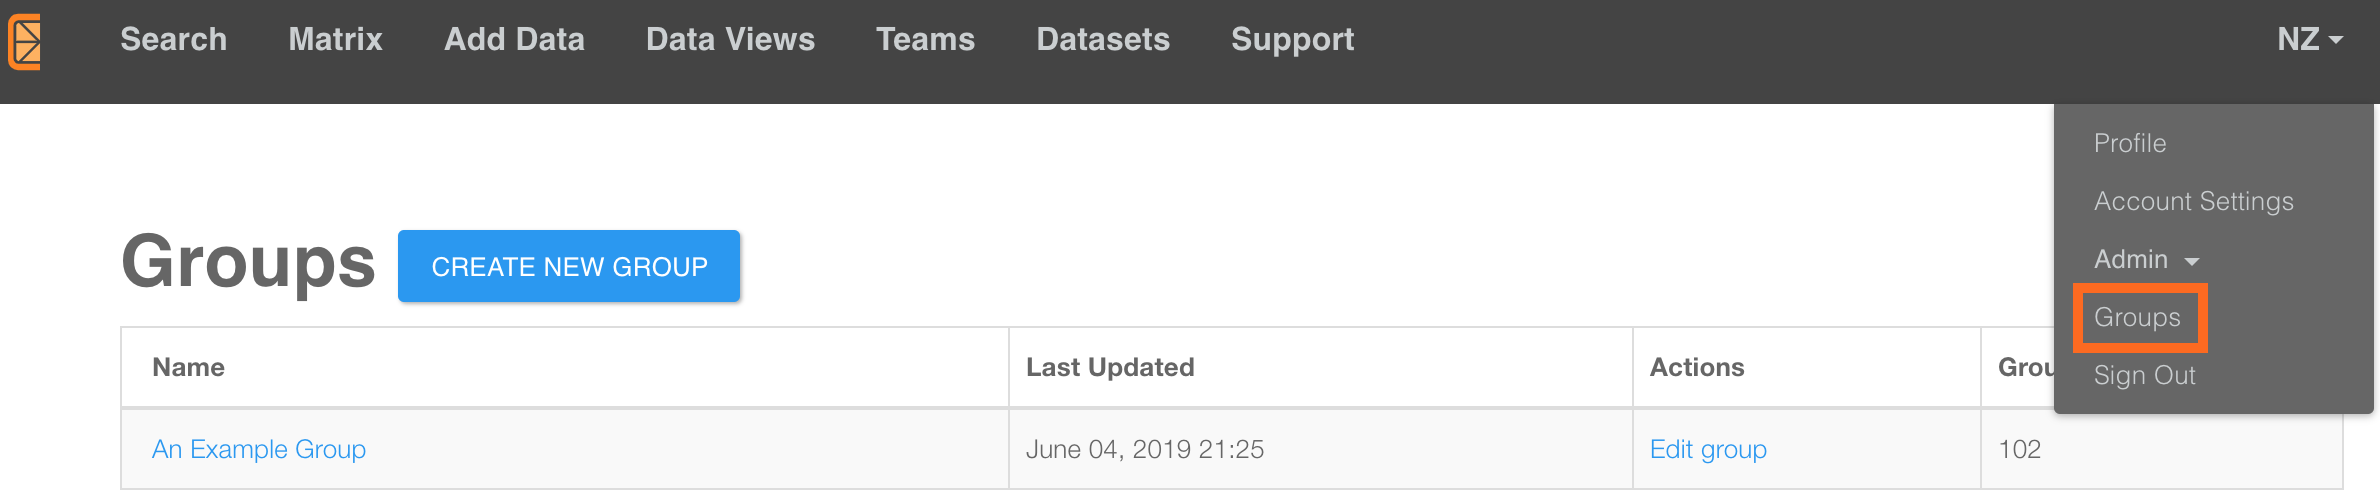 Search Matrix Add Data Data Views Teams Datasets Support NZ
Profile
Account Settings
Admin
Groups
Sign Out
Groups CREATE NEW GROUP
Name Last Updated Actions Grou
An Example Group June 04, 2019 21:25 Edit group 102